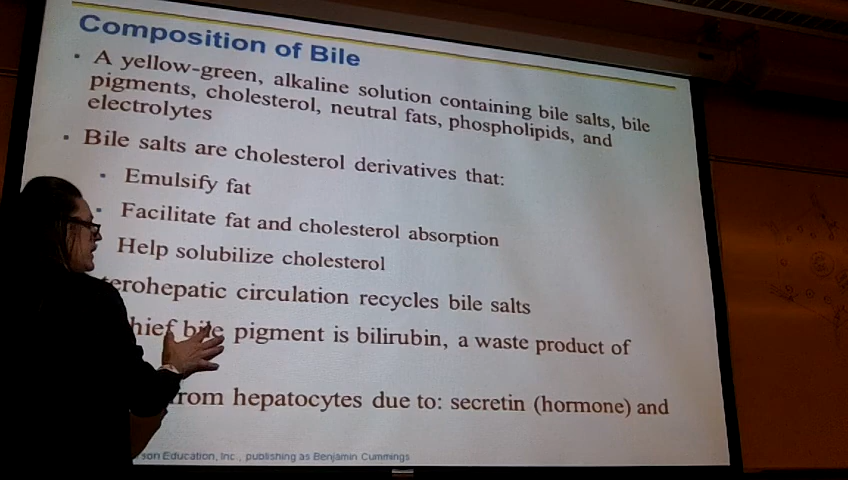 Composition of Bile
A yellow-green, alkaline solution containing bile salts, bile
pigments, cholesterol, neutral fats, phospholipids, and
electrolytes
Bile salts are cholesterol derivatives that:
Emulsify fat
Facilitate fat and cholesterol absorption
Help solubilize cholesterol
erohepatic circulation recycles bile salts
hief bile pigment is bilirubin, a waste product of
rom hepatocytes due to: secretin (hormone) and
son Education, Inc., publishing as Benjamin Cummings